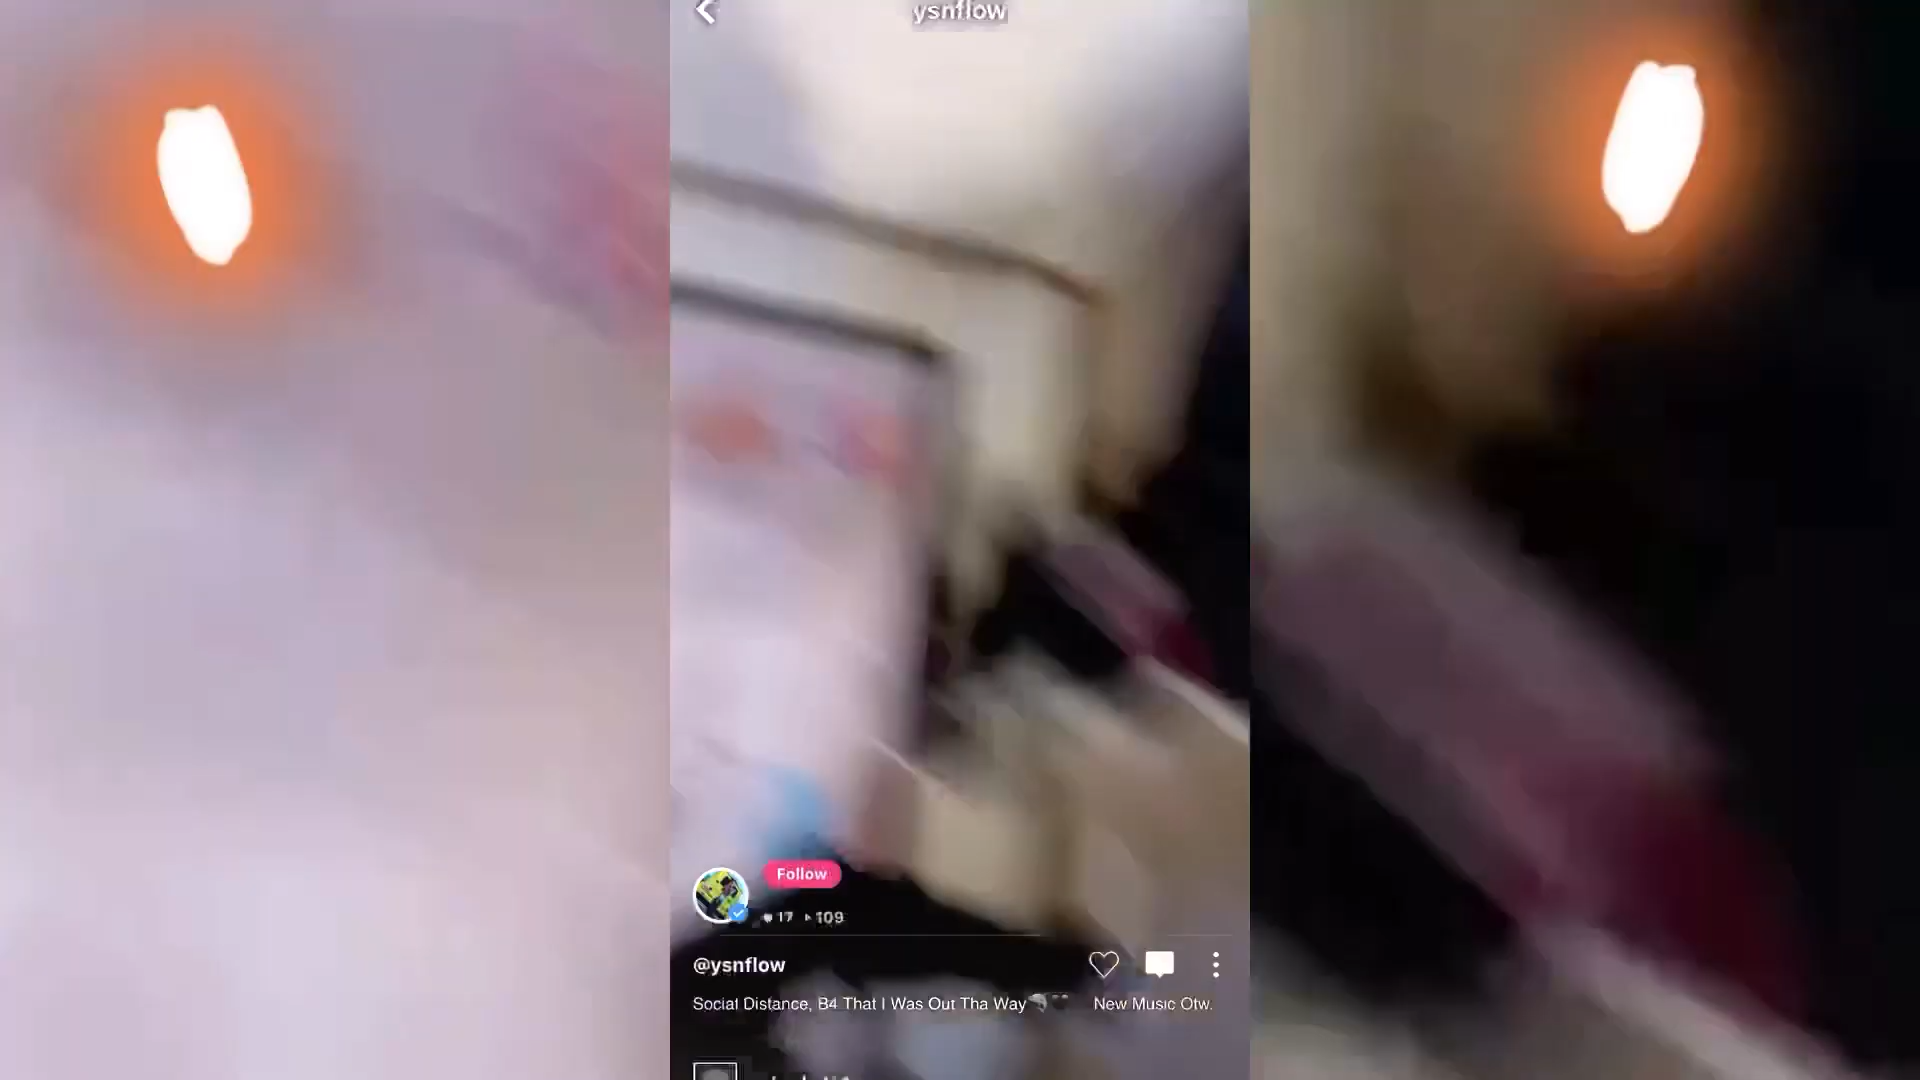 ysnflow
Follow
17 109
@ysnflow
Social Distance, B4 That I Was Out Tha Way New Music Otw.